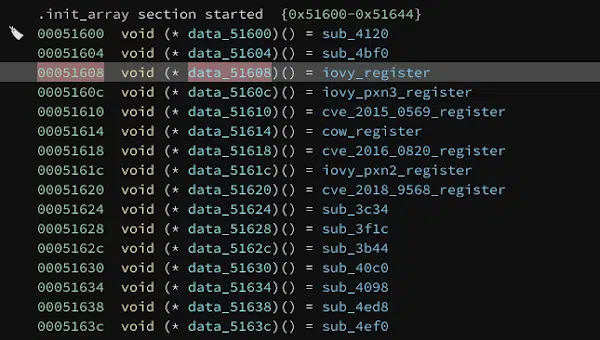 .init_array section started  {0x51600-0x51644}
00051600  void (* data_51600)() = sub_4120
00051604  void (* data_51604)() = sub_4bf0
00051608  void (* data_51608)() = iovy_register
0005160c  void (* data_5160c)() = iovy_pxn3_register
00051610  void (* data_51610)() = cve_2015_0569_register
00051614  void (* data_51614)() = cow_register
00051618  void (* data_51618)() = cve_2016_0820_register
0005161c  void (* data_5161c)() = iovy_pxn2_register
00051620  void (* data_51620)() = cve_2018_9568_register
00051624  void (* data_51624)() = sub_3c34
00051628  void (* data_51628)() = sub_3f1c
0005162c  void (* data_5162c)() = sub_3b44
00051630  void (* data_51630)() = sub_40c0
00051634  void (* data_51634)() = sub_4098
00051638  void (* data_51638)() = sub_4ed8
0005163c  void (* data_5163c)() = sub_4ef0